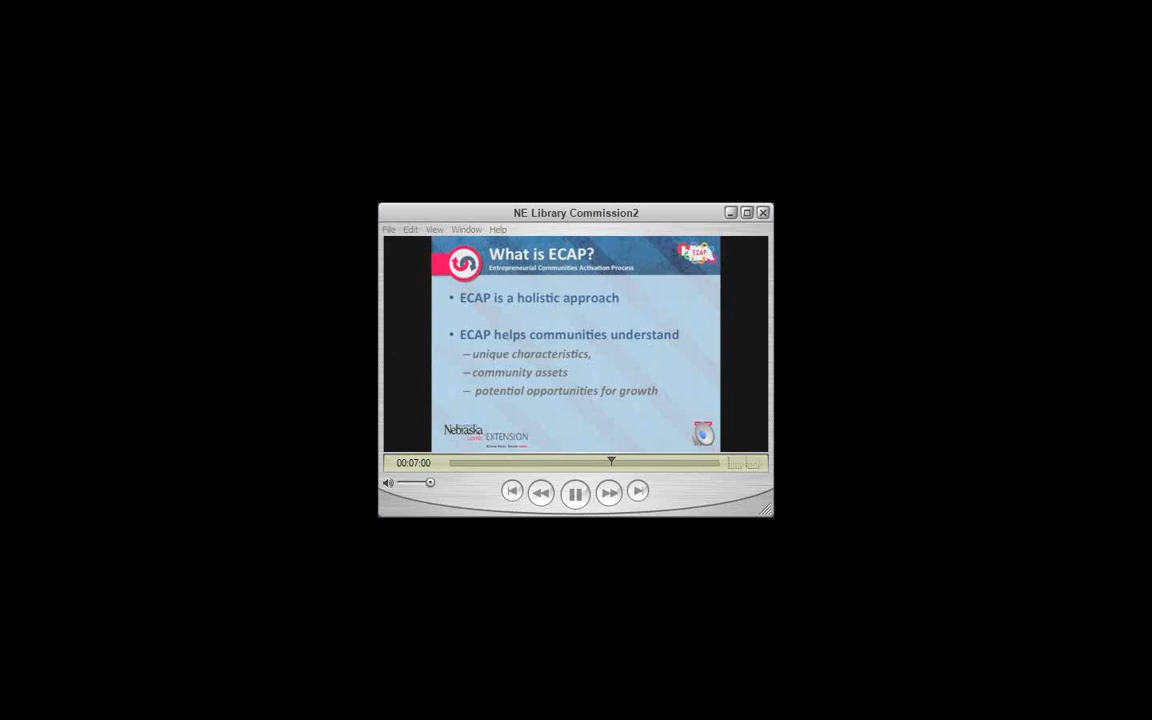 NE Library Commission2
File Edit View Window Help
What is ECAP?
Entrepreneurial Communities Activation Process
ECAP
• ECAP is a holistic approach
• ECAP helps communities understand
– unique characteristics,
– community assets
– potential opportunities for growth
Nebraska
EXTENSION
00:07:00